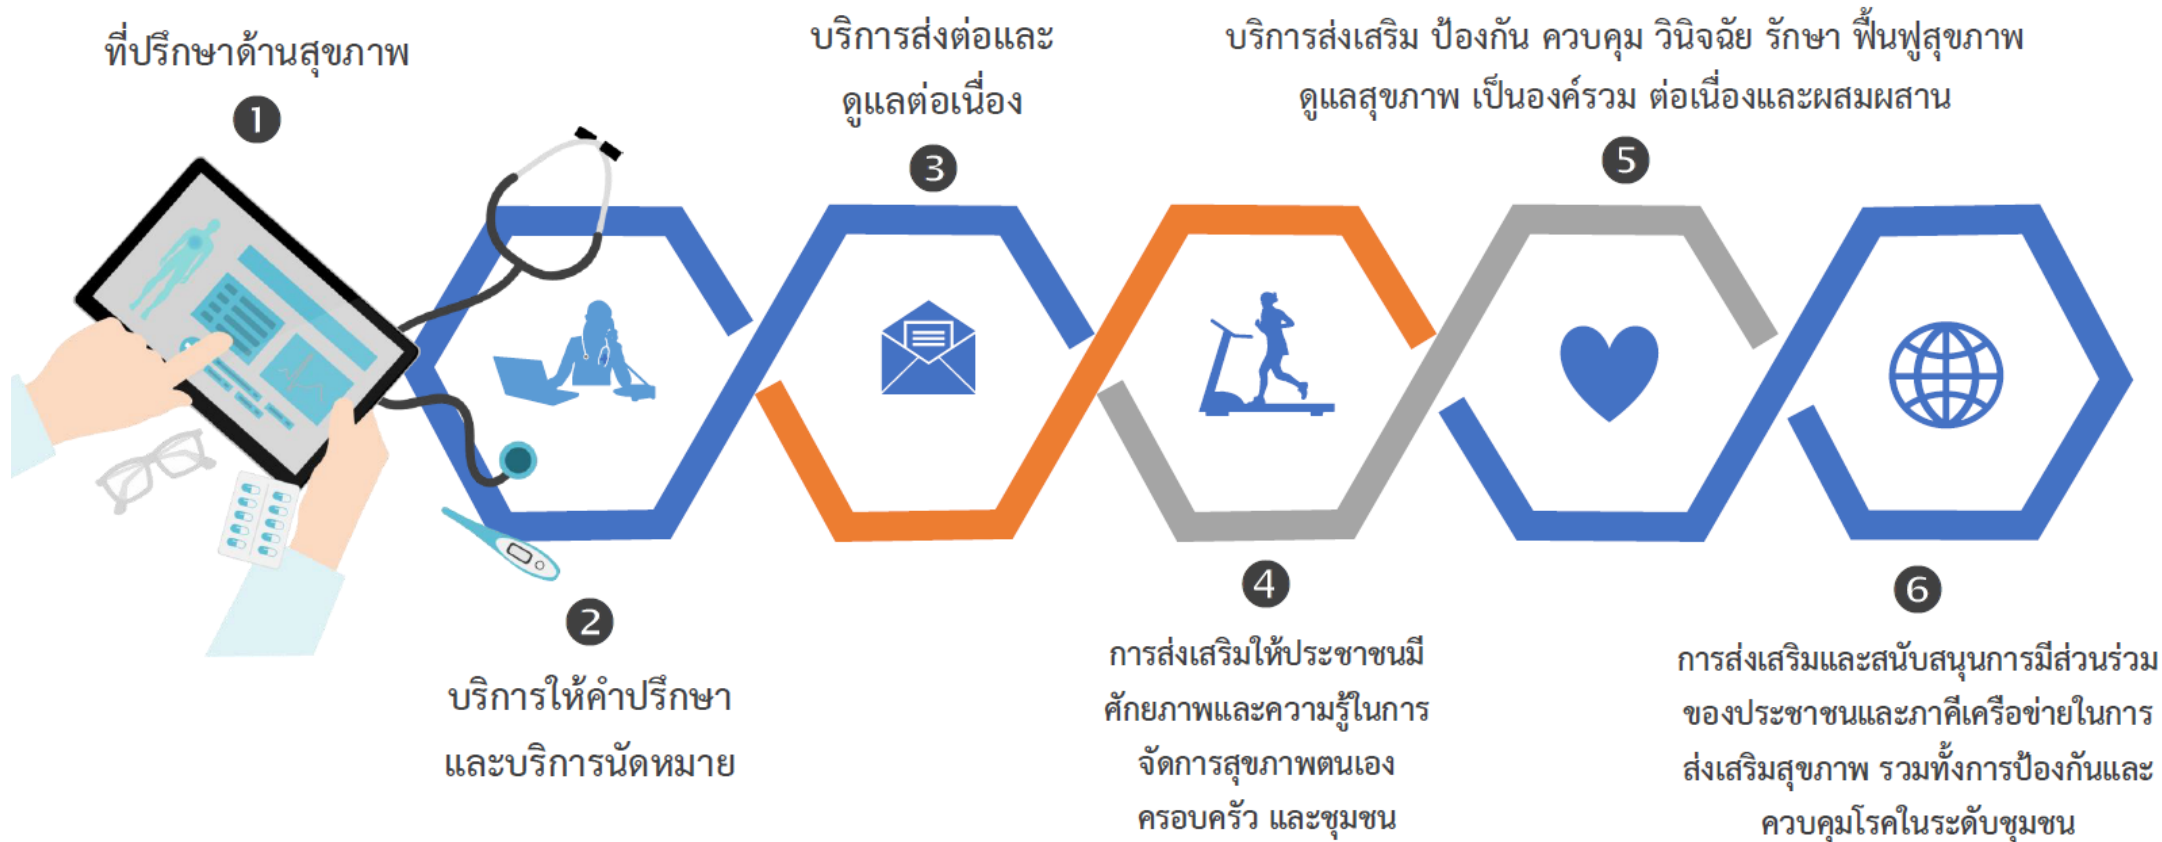 ที่ปรึกษาด้านสุขภาพ
1
2
บริการให้คำปรึกษา
และบริการนัดหมาย
บริการส่งต่อและ
ดูแลต่อเนื่อง
3
4
การส่งเสริมให้ประชาชนมี
ศักยภาพและความรู้ในการ
จัดการสุขภาพตนเอง
ครอบครัว และชุมชน
บริการส่งเสริม ป้องกัน ควบคุม วินิจฉัย รักษา ฟื้นฟูสุขภาพ
ดูแลสุขภาพ เป็นองค์รวม ต่อเนื่องและผสมผสาน
5
6
การส่งเสริมและสนับสนุนการมีส่วนร่วม
ของประชาชนและภาคีเครือข่ายในการ
ส่งเสริมสุขภาพ รวมทั้งการป้องกันและ
ควบคุมโรคในระดับชุมชน